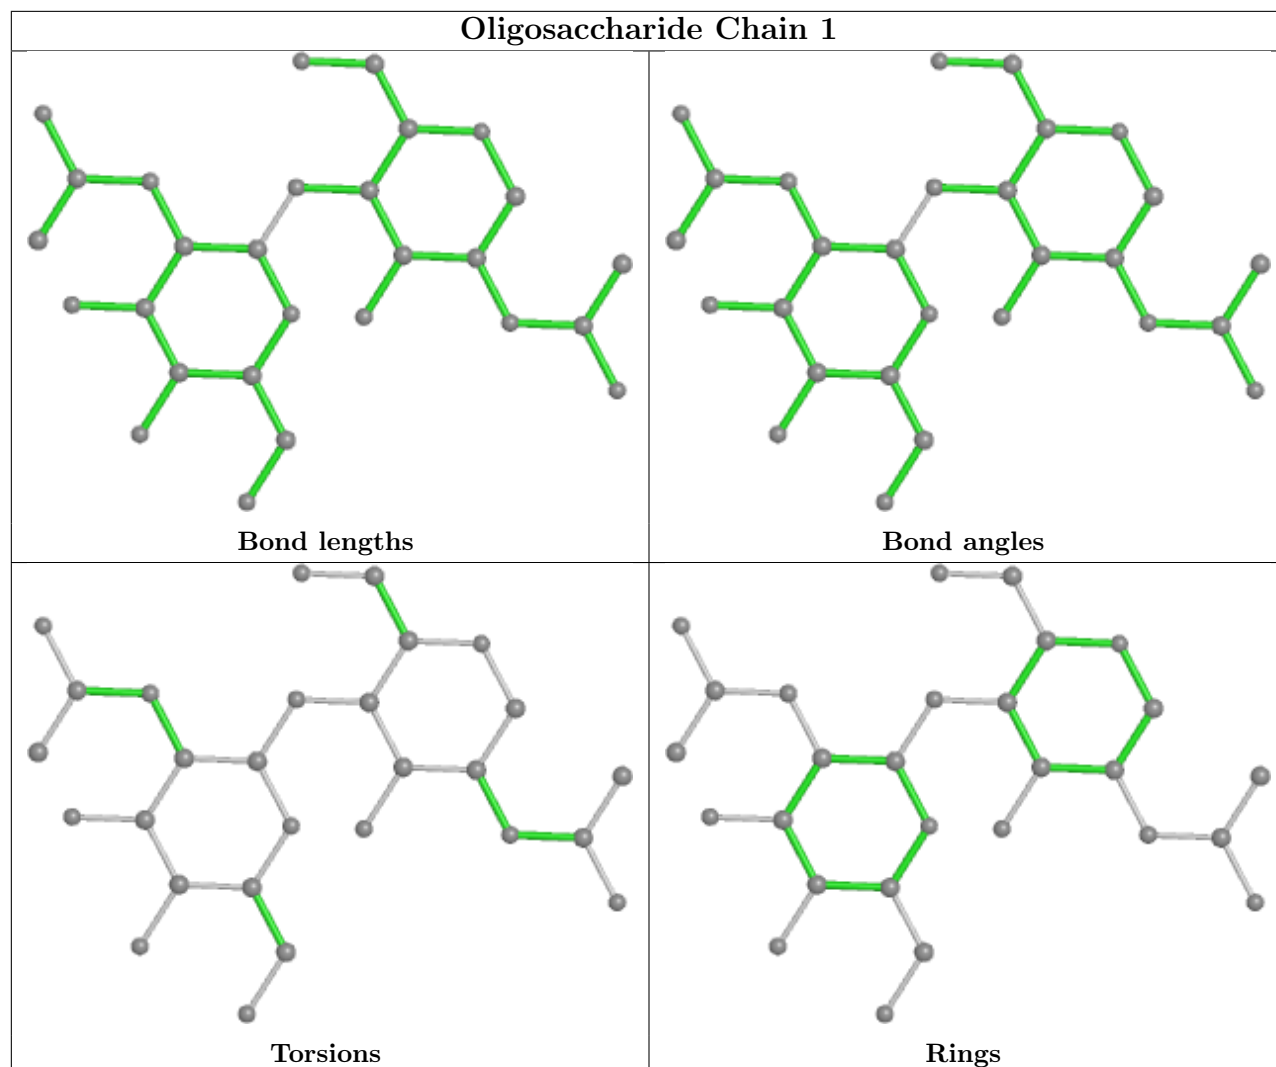 Oligosaccharide Chain 1
Bond lengths
Bond angles
Torsions
Rings